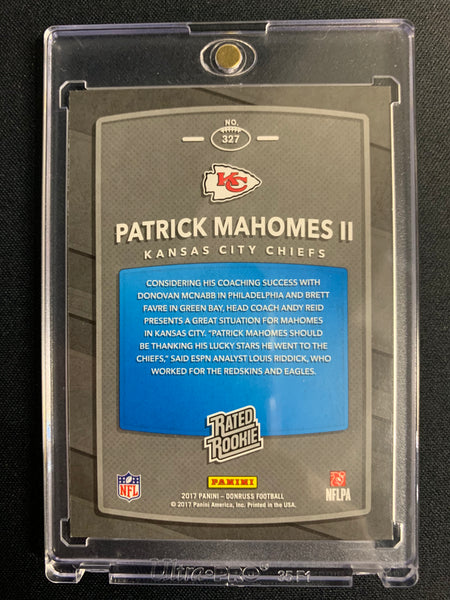 NO.
327
KC
PATRICK MAHOMES II
KANSAS CITY CHIEFS
CONSIDERING HIS COACHING SUCCESS WITH
DONOVAN MCNABB IN PHILADELPHIA AND BRETT
FAVRE IN GREEN BAY, HEAD COACH ANDY REID
PRESENTS A GREAT SITUATION FOR MAHOMES
IN KANSAS CITY. "PATRICK MAHOMES SHOULD
BE THANKING HIS LUCKY STARS HE WENT TO THE
CHIEFS," SAID ESPN ANALYST LOUIS RIDDICK, WHO
WORKED FOR THE REDSKINS AND EAGLES.
RATED
ROOKIE
NFL
PANINI
NFLPA
2017 PANINI – DONRUSS FOOTBALL
© 2017 Panini America, Inc. Printed in the USA.
Ultra·PRO